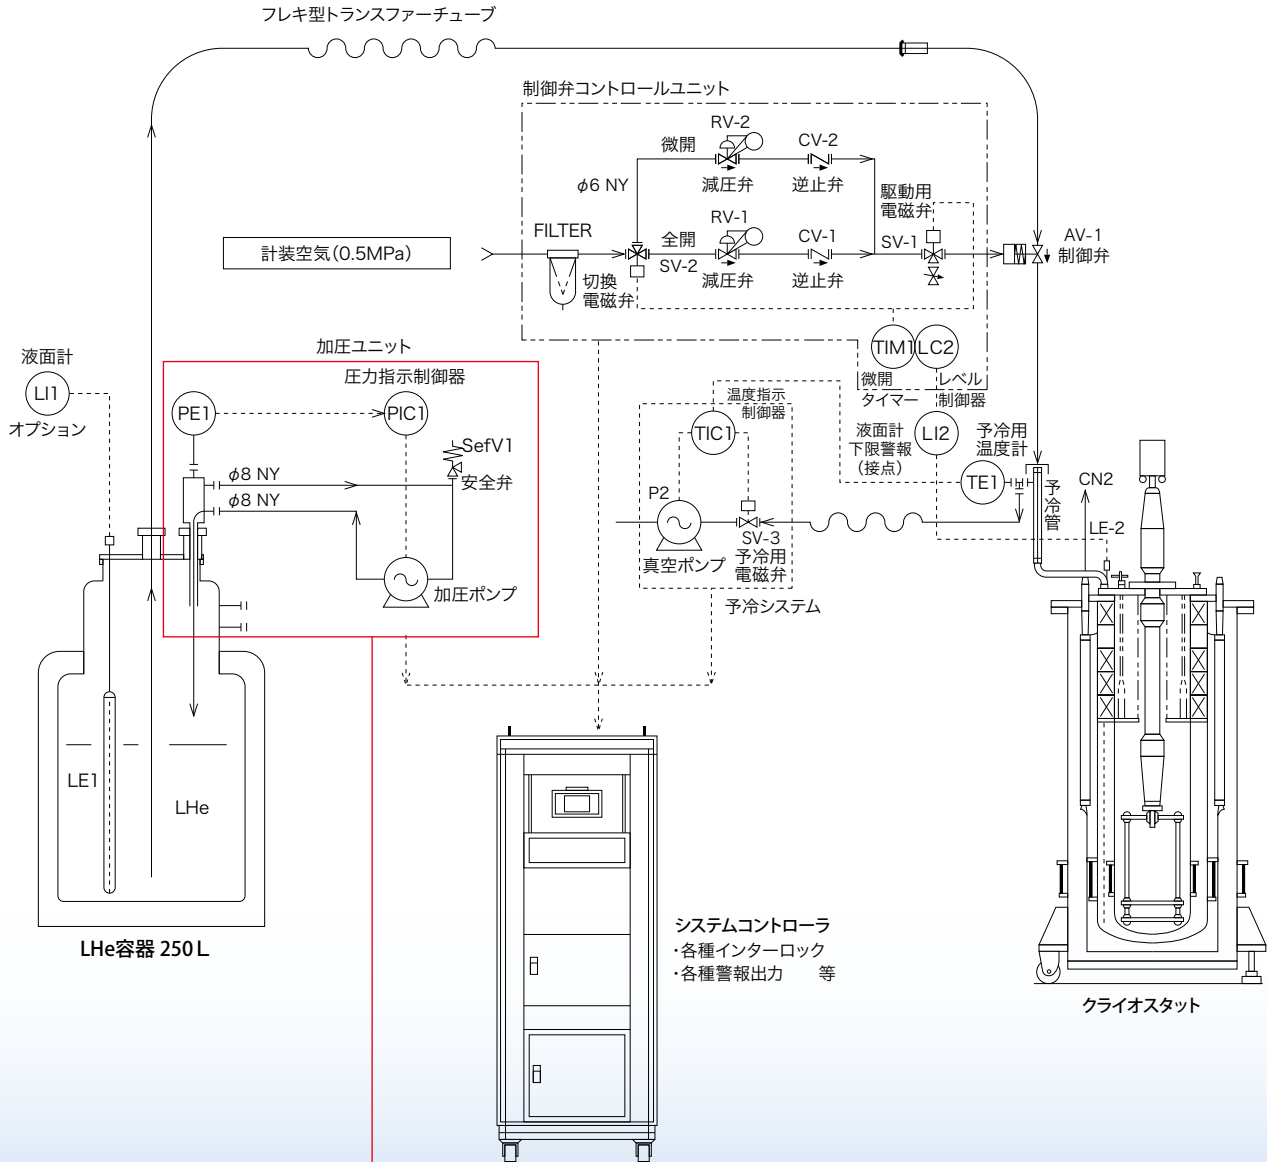 フレキ型トランスファーチューブ
制御弁コントロールユニット
RV-2
微開
CV-2
φ6 NY
減圧弁
逆止弁
駆動用
電磁弁
FILTER
RV-1
全開
CV-1
SV-1
AV-1
制御弁
計装空気(0.5MPa)
SV-2
切換
電磁弁
減圧弁
逆止弁
TIM1
LC2
微開
タイマー
レベル
制御器
液面計
LI1
オプション
加圧ユニット
圧力指示制御器
PE1
PIC1
SefV1
安全弁
φ8 NY
φ8 NY
加圧ポンプ
温度指示
制御器
TIC1
液面計
下限警報
(接点)
LI2
予冷用
温度計
TE1
P2
真空ポンプ
SV-3
予冷用
電磁弁
予冷システム
予冷管
CN2
LE-2
LE1
LHe
LHe容器 250L
システムコントローラ
・各種インターロック
・各種警報出力 等
クライオスタット